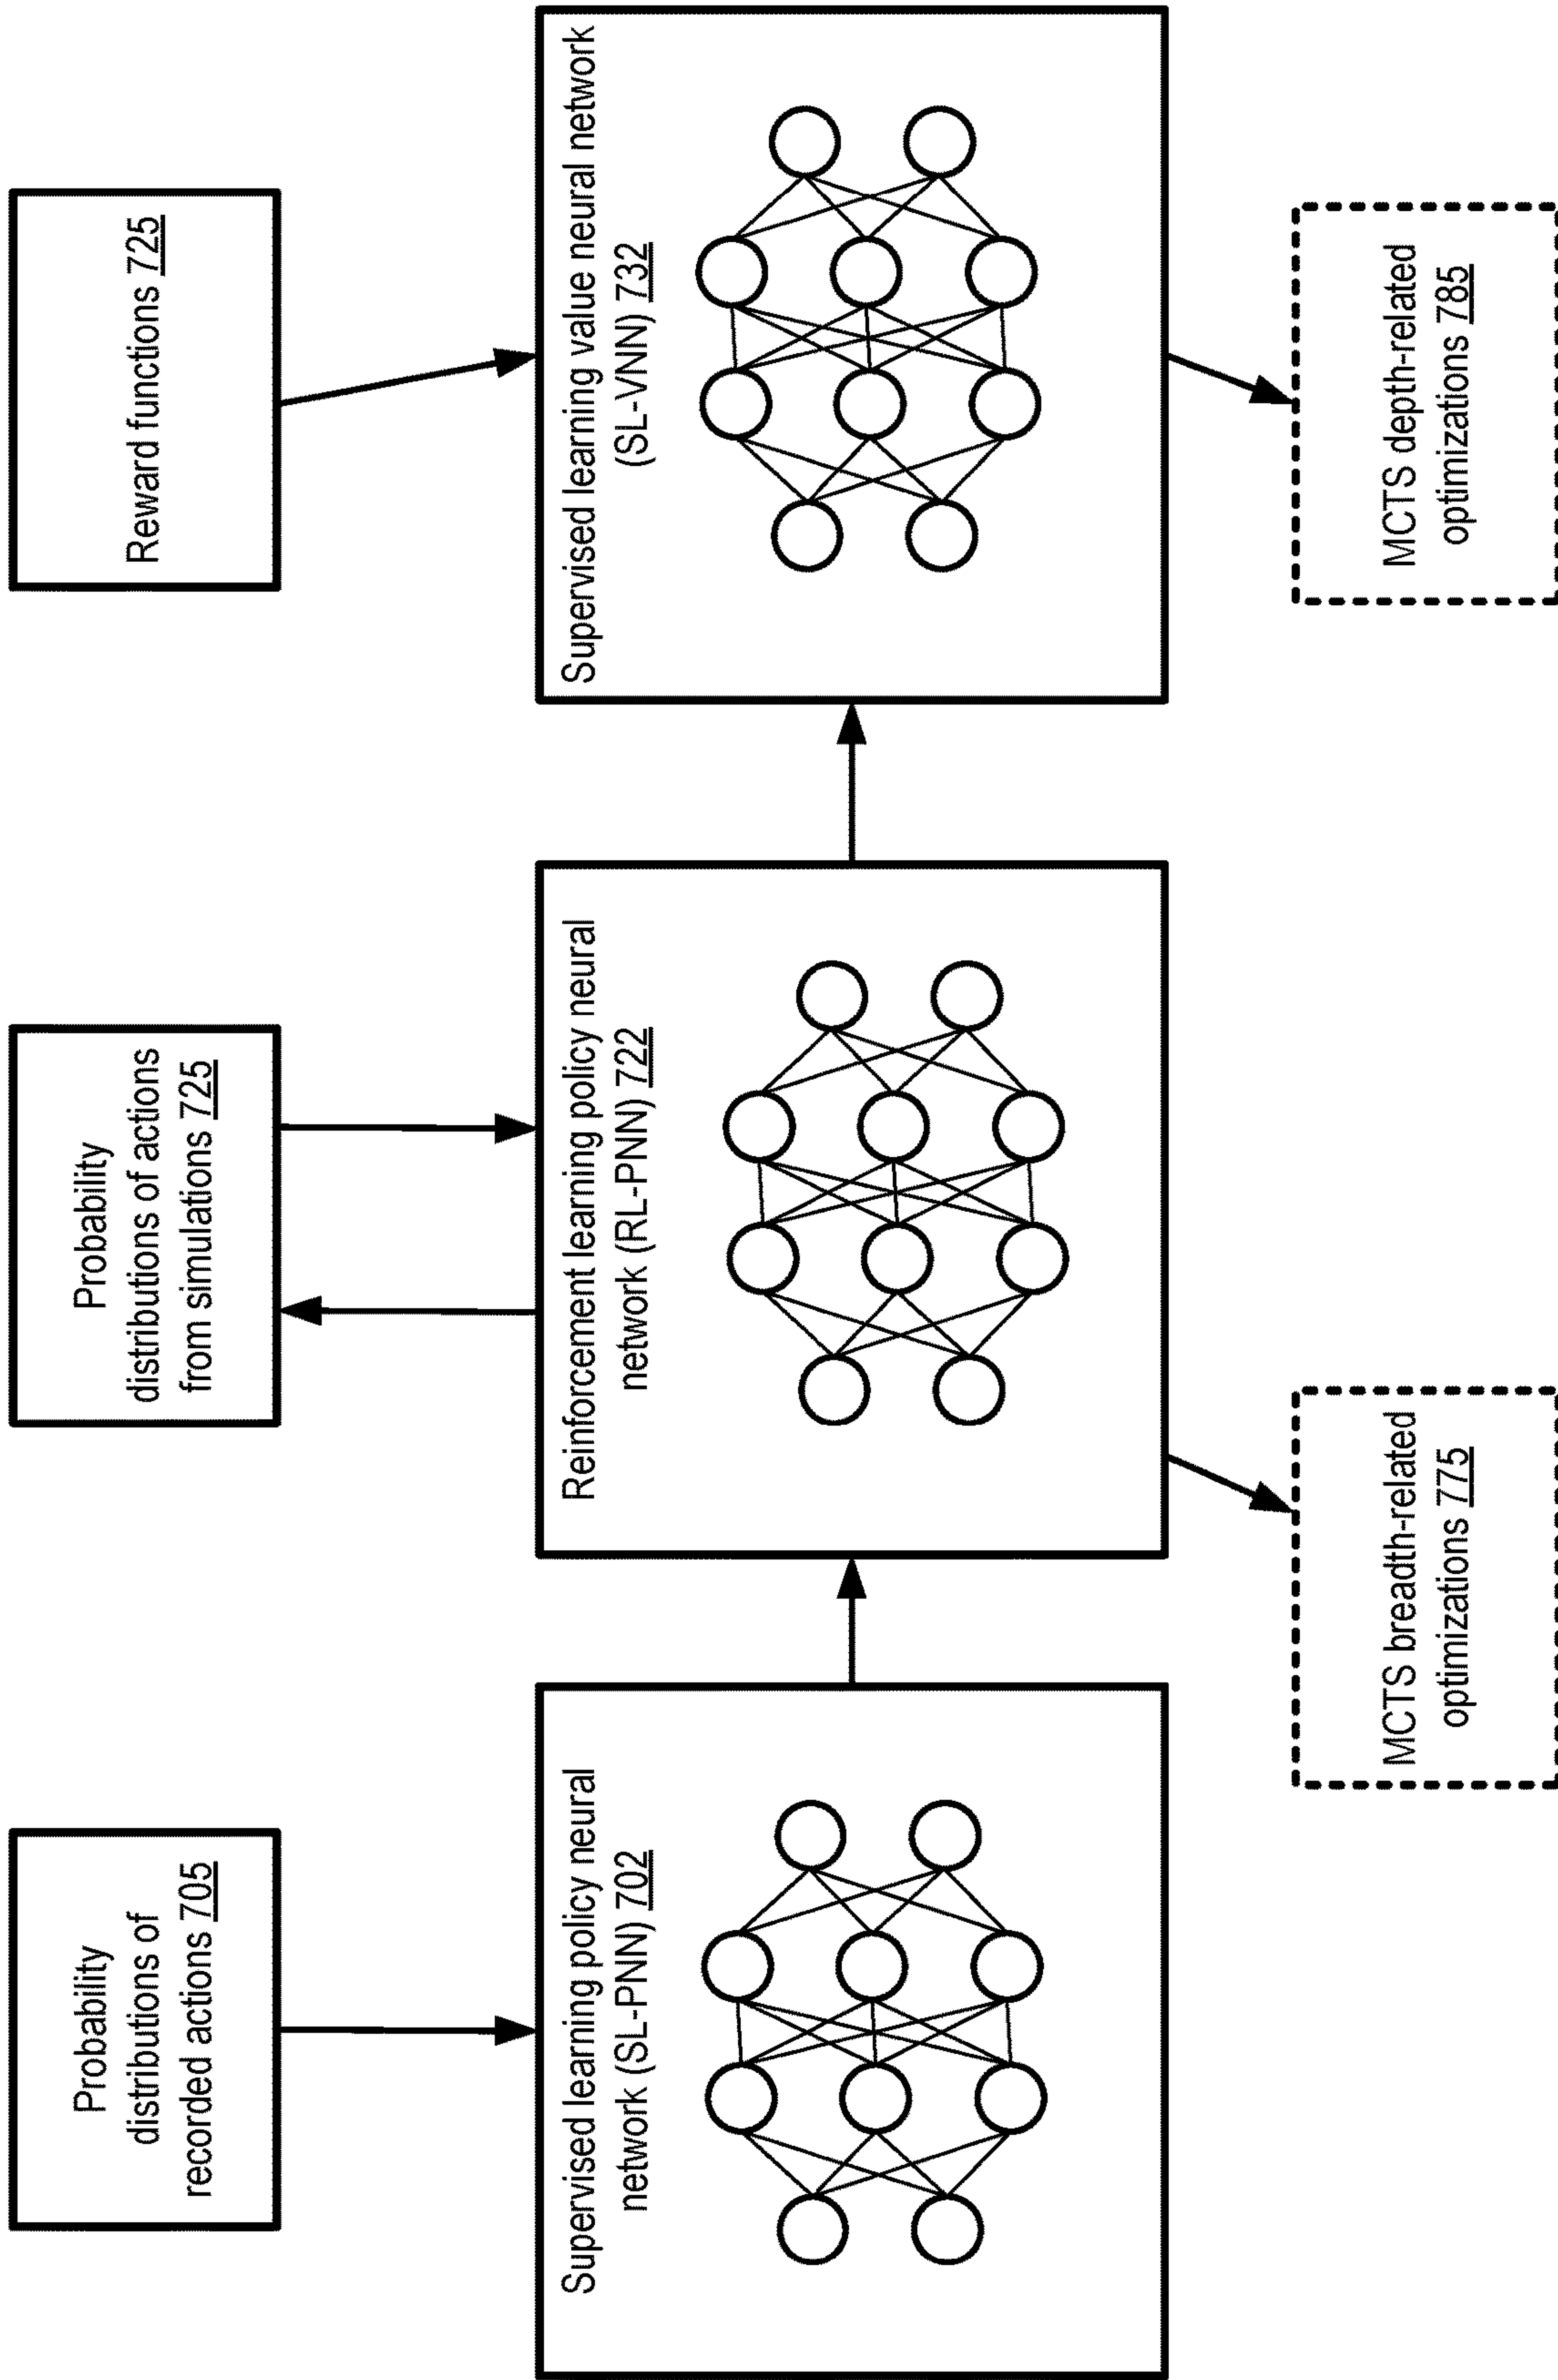 Probability
distributions of
recorded actions 705
Probability
distributions of actions
from simulations 725
Reward functions 725
Supervised learning policy neural
network (SL-PNN) 702
Reinforcement learning policy neural
network (RL-PNN) 722
Supervised learning value neural network
(SL-VNN) 732
MCTS breadth-related
optimizations 775
MCTS depth-related
optimizations 785